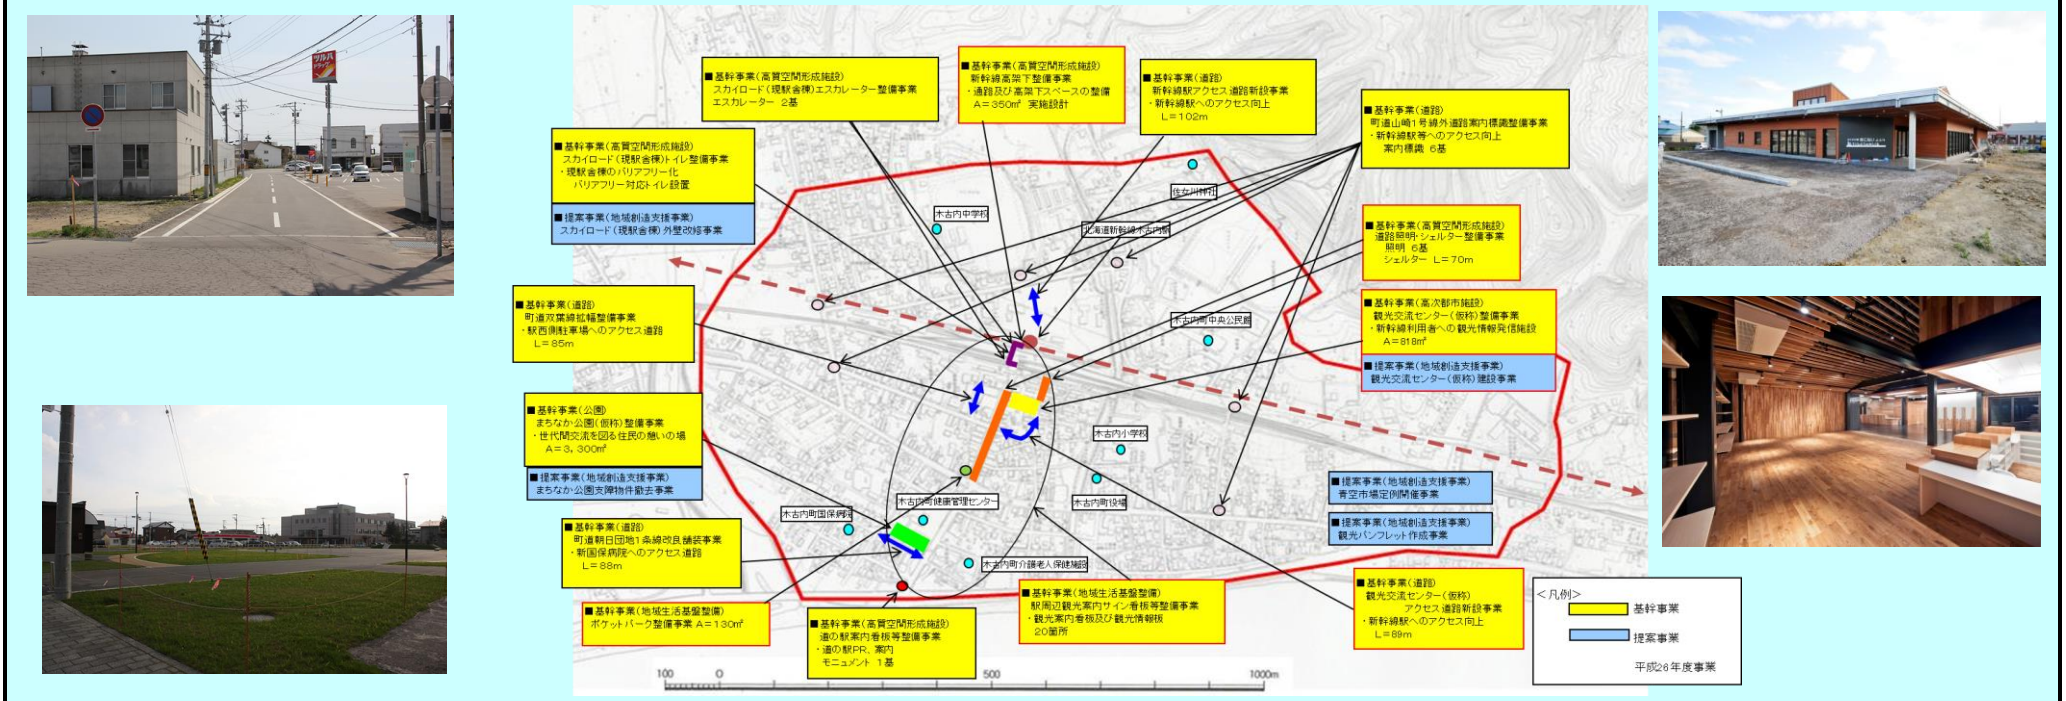 ツルハ
ドラッグ
■基幹事業(高質空間形成施設)
スカイロード(現駅舎棟)エスカレーター整備事業
エスカレーター 2基
■基幹事業(高質空間形成施設)
新幹線高架下整備事業
・通路及び高架下スペースの整備
A=350㎡ 実施設計
■基幹事業(道路)
新幹線駅アクセス道路新設事業
・新幹線駅へのアクセス向上
L=102m
■基幹事業(道路)
町道山崎1号線外道路案内標識整備事業
・新幹線駅等へのアクセス向上
案内標識 6基
■基幹事業(高質空間形成施設)
スカイロード(現駅舎棟)トイレ整備事業
・現駅舎棟のバリアフリー化
バリアフリー対応トイレ設置
■提案事業(地域創造支援事業)
スカイロード(現駅舎棟)外壁改修事業
佐女川神社
木古内中学校
北海道新幹線木古内駅
■基幹事業(高質空間形成施設)
道路照明・シェルター整備事業
照明 6基
シェルター L=70m
■基幹事業(道路)
町道双葉線拡幅整備事業
・駅西側駐車場へのアクセス道路
L=85m
木古内町中央公民館
■基幹事業(高次都市施設)
観光交流センター(仮称)整備事業
・新幹線利用者への観光情報発信施設
A=818㎡
■提案事業(地域創造支援事業)
観光交流センター(仮称)建設事業
■基幹事業(公園)
まちなか公園(仮称)整備事業
・世代間交流を図る住民の憩いの場
A=3,300㎡
■提案事業(地域創造支援事業)
まちなか公園支障物件撤去事業
木古内小学校
木古内町健康管理センター
木古内町役場
木古内町国保病院
木古内町介護老人保健施設
■提案事業(地域創造支援事業)
青空市場定例開催事業
■提案事業(地域創造支援事業)
観光パンフレット作成事業
■基幹事業(道路)
町道朝日団地1条線改良舗装事業
・新国保病院へのアクセス道路
L=88m
■基幹事業(地域生活基盤整備)
ポケットパーク整備事業 A=130㎡
■基幹事業(高質空間形成施設)
道の駅案内看板等整備事業
・道の駅PR、案内
モニュメント 1基
■基幹事業(地域生活基盤整備)
駅周辺観光案内サイン看板等整備事業
・観光案内看板及び観光情報板
20箇所
■基幹事業(道路)
観光交流センター(仮称)
アクセス道路新設事業
・新幹線駅へのアクセス向上
L=89m
<凡例>
基幹事業
提案事業
平成26年度事業
100 0 500 1000m